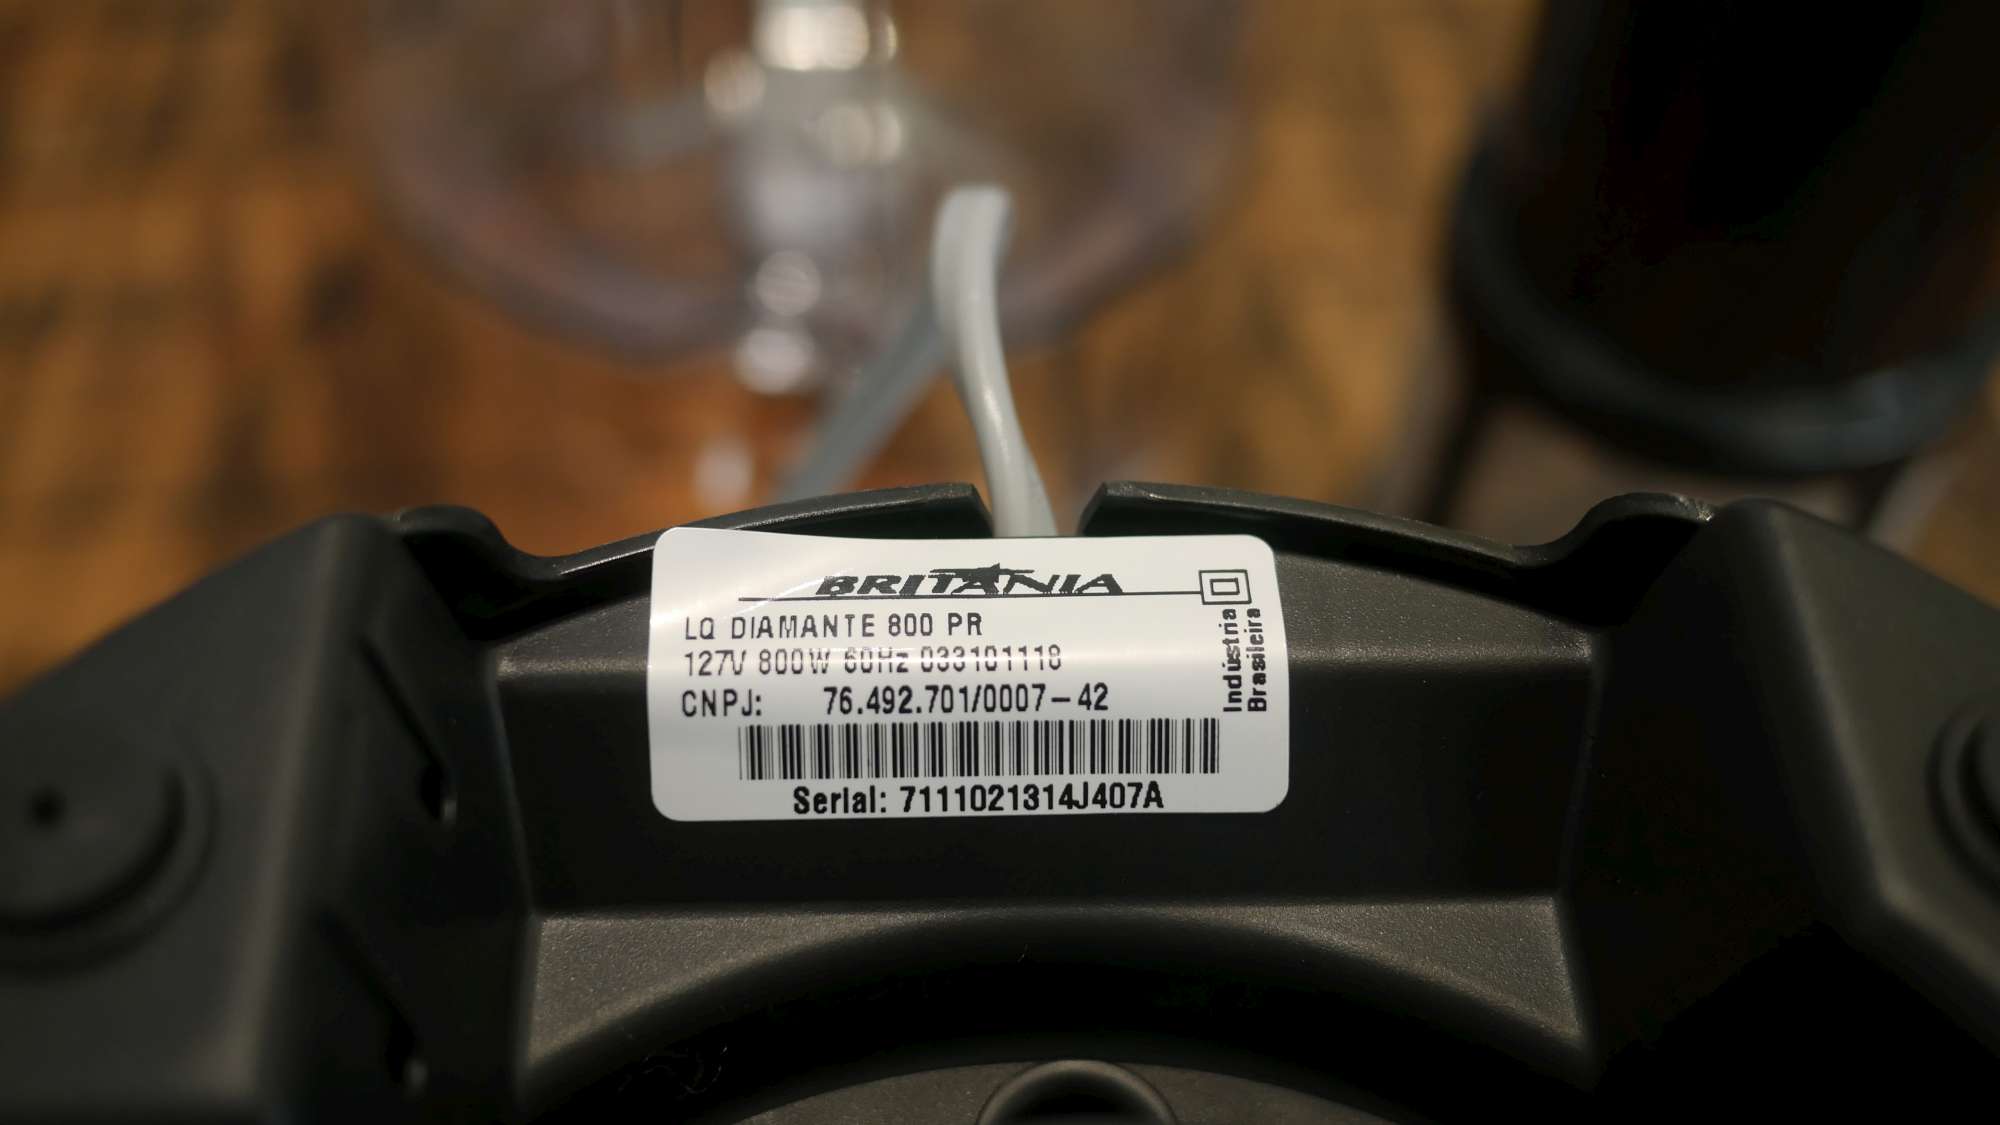 BRITANIA
LQ DIAMANTE 800 PR
127V 800W 60Hz 033101118
CNPJ: 76.492.701/0007-42
Serial: 7111021314J407A
Indústria
Brasileira